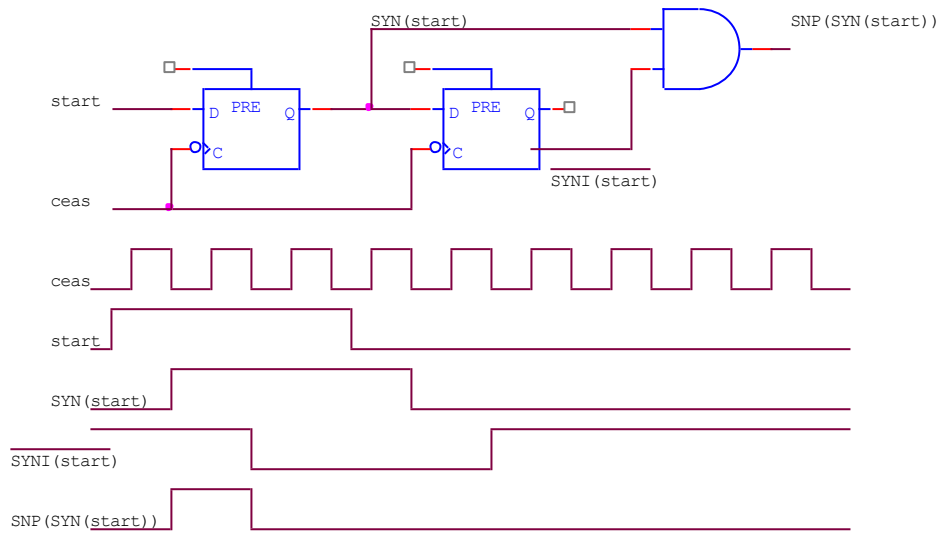 SYN(start)
SNP(SYN(start))
start
D PRE Q
C
D PRE Q
C
SYNI(start)
ceas
ceas
start
SYN(start)
SYNI(start)
SNP(SYN(start))